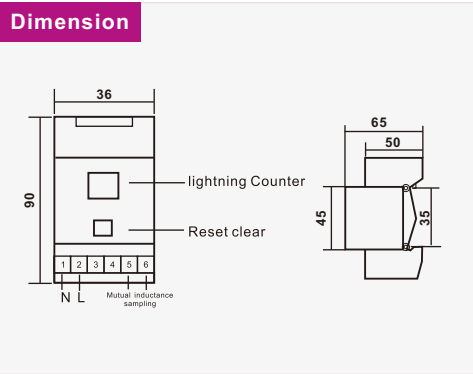 Dimension
36
90
lightning Counter
Reset clear
1 2 3 4 5 6
N L
Mutual inductance
sampling
65
50
45
35